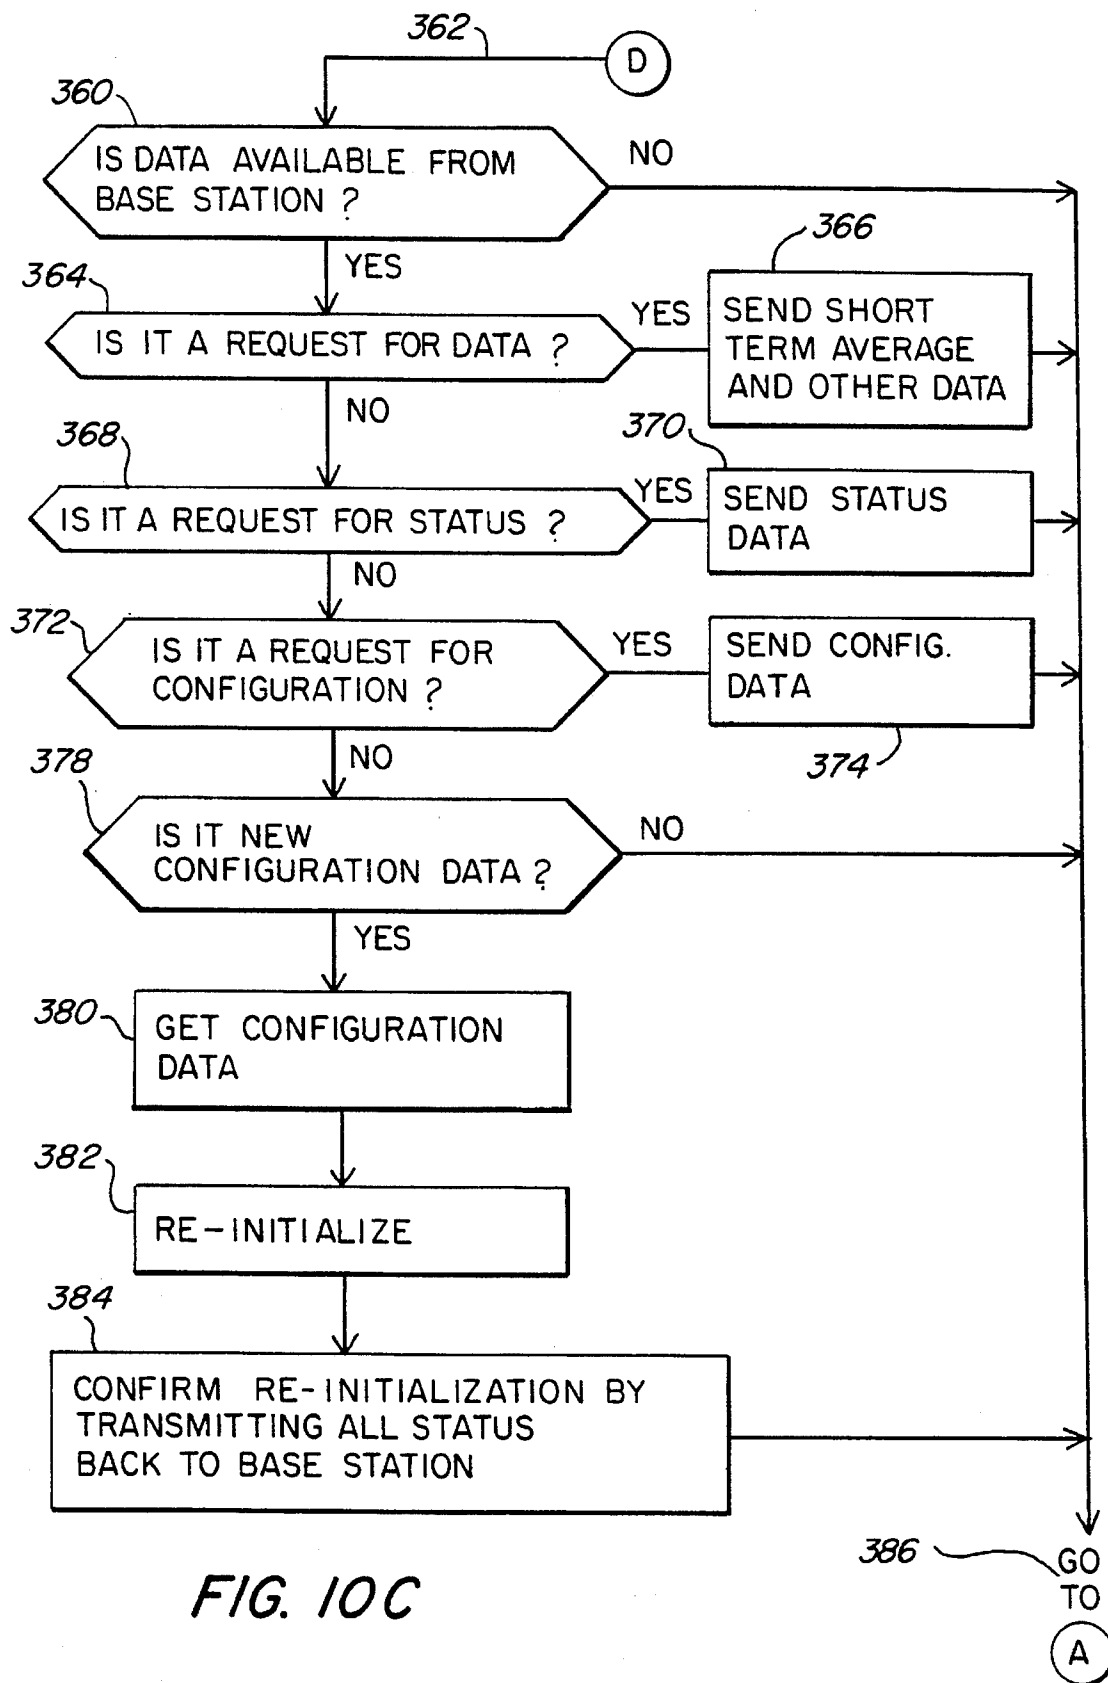 362
D
360
IS DATA AVAILABLE FROM
BASE STATION ?
NO
YES
366
364
IS IT A REQUEST FOR DATA ?
YES
SEND SHORT
TERM AVERAGE
AND OTHER DATA
NO
368
370
IS IT A REQUEST FOR STATUS ?
YES
SEND STATUS
DATA
NO
372
IS IT A REQUEST FOR
CONFIGURATION ?
YES
SEND CONFIG.
DATA
374
NO
378
IS IT NEW
CONFIGURATION DATA ?
NO
YES
380
GET CONFIGURATION
DATA
382
RE-INITIALIZE
384
CONFIRM RE-INITIALIZATION BY
TRANSMITTING ALL STATUS
BACK TO BASE STATION
386
GO
TO
A
FIG. 10C